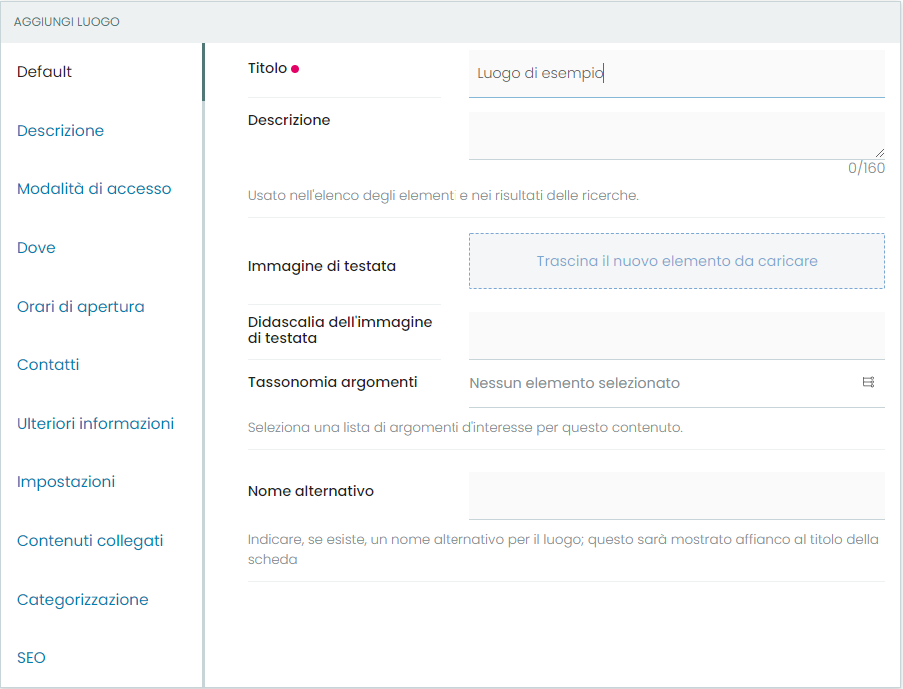 AGGIUNGI LUOGO
Default
Descrizione
Modalità di accesso
Dove
Orari di apertura
Contatti
Ulteriori informazioni
Impostazioni
Contenuti collegati
Categorizzazione
SEO
Titolo
Luogo di esempio
Descrizione
0/160
Usato nell'elenco degli elementi e nei risultati delle ricerche.
Immagine di testata
Trascina il nuovo elemento da caricare
Didascalia dell'immagine
di testata
Tassonomia argomenti
Nessun elemento selezionato
Seleziona una lista di argomenti d'interesse per questo contenuto.
Nome alternativo
Indicare, se esiste, un nome alternativo per il luogo; questo sarà mostrato affianco al titolo della
scheda